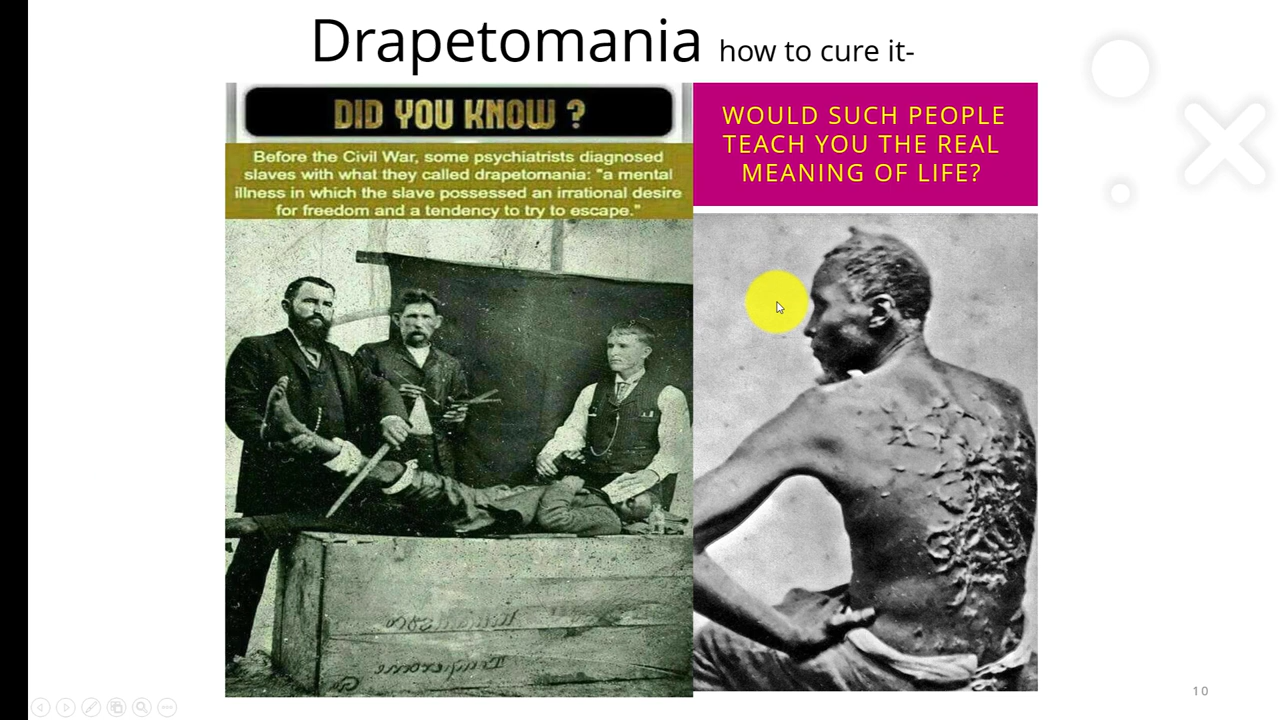 Drapetomania how to cure it-
DID YOU KNOW ?
Before the Civil War, some psychiatrists diagnosed
slaves with what they called drapetomania: "a mental
illness in which the slave possessed an irrational desire
for freedom and a tendency to try to escape."
WOULD SUCH PEOPLE
TEACH YOU THE REAL
MEANING OF LIFE?
10